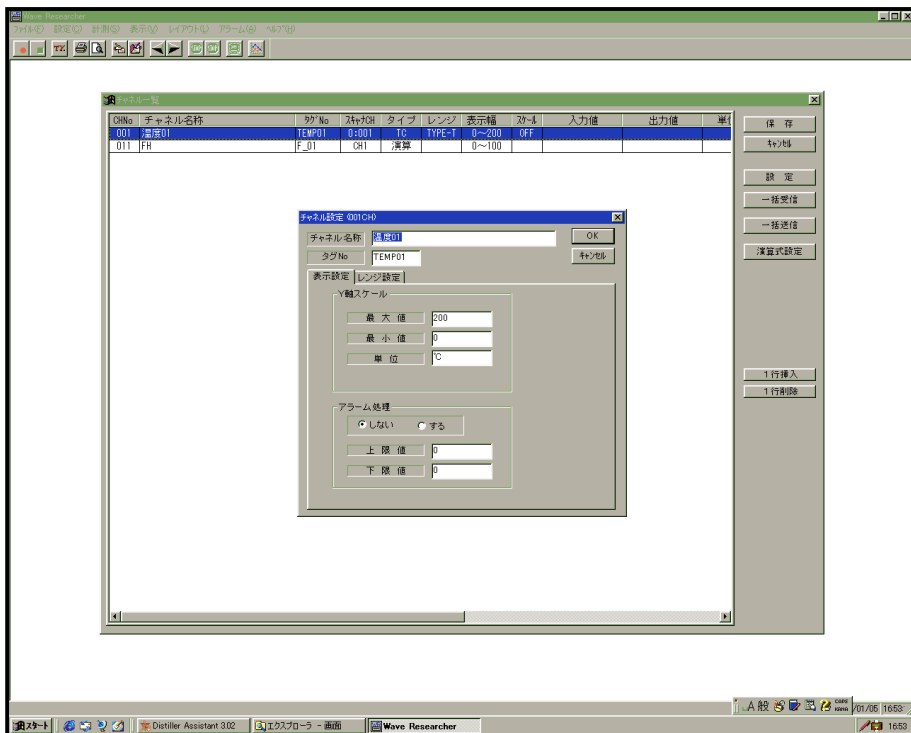 Wave Researcher
ファイル(F) 設定(C) 計測(S) 表示(V) レイアウト(L) アラーム(A) ヘルプ(H)
TX
チャネル一覧
CHNo チャネル名称 タグNo スキャナCH タイプ レンジ 表示幅 スケール 入力値 出力値 単位
001 温度01 TEMP01 0:001 TC TYPE-T 0～200 OFF
011 FH F_01 CH1 演算 0～100
保 存
キャンセル
設 定
一括受信
一括送信
演算式設定
1行挿入
1行削除
チャネル設定 (001CH)
チャネル名称 温度01
OK
タグNo TEMP01
キャンセル
表示設定 レンジ設定
Y軸スケール
最 大 値 200
最 小 値 0
単 位 ℃
アラーム処理
しない する
上 限 値 0
下 限 値 0
A 般 CAPS KANA /01/05 16:53:
スタート Distiller Assistant 3.02 エクスプローラ - 画面 Wave Researcher 16:53